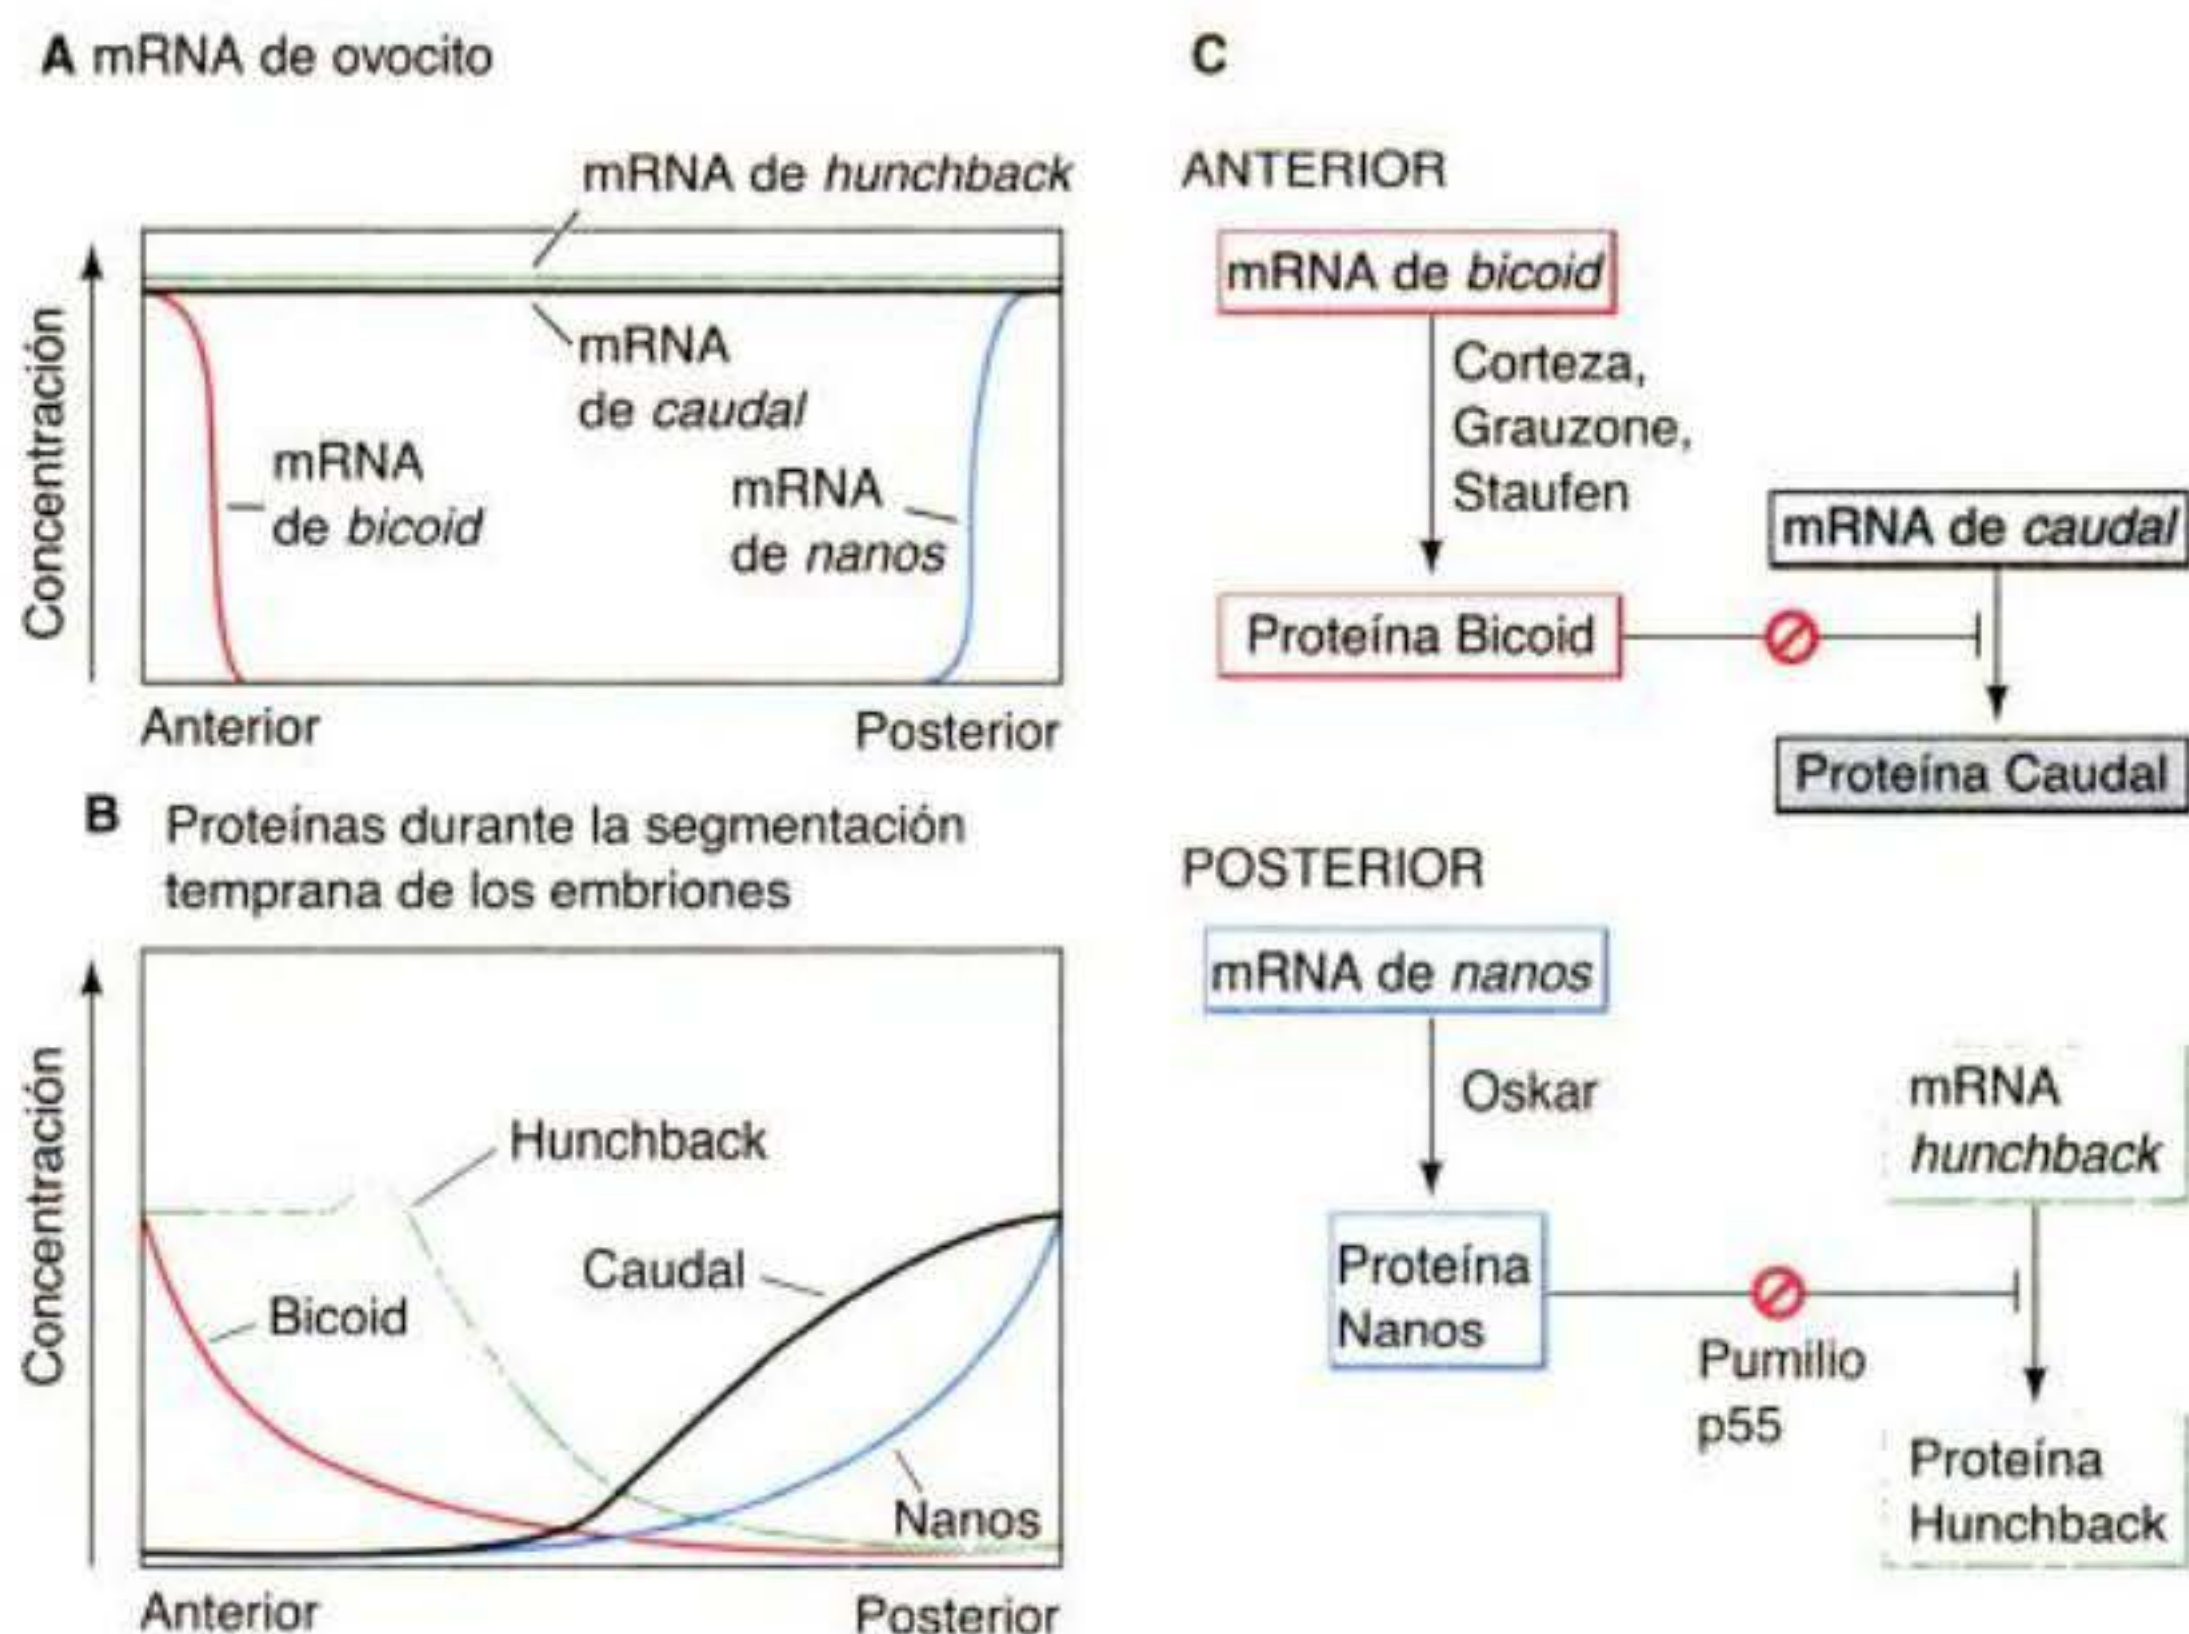 A mRNA de ovocito
mRNA de hunchback
mRNA
de caudal
mRNA
de bicoid
mRNA
de nanos
Concentración
Anterior
Posterior
B Proteínas durante la segmentación
temprana de los embriones
Hunchback
Caudal
Bicoid
Nanos
Concentración
Anterior
Posterior
C
ANTERIOR
mRNA de bicoid
Corteza,
Grauzone,
Staufen
mRNA de caudal
Proteína Bicoid
Proteína Caudal
POSTERIOR
mRNA de nanos
Oskar
mRNA
hunchback
Proteína
Nanos
Pumilio
p55
Proteína
Hunchback